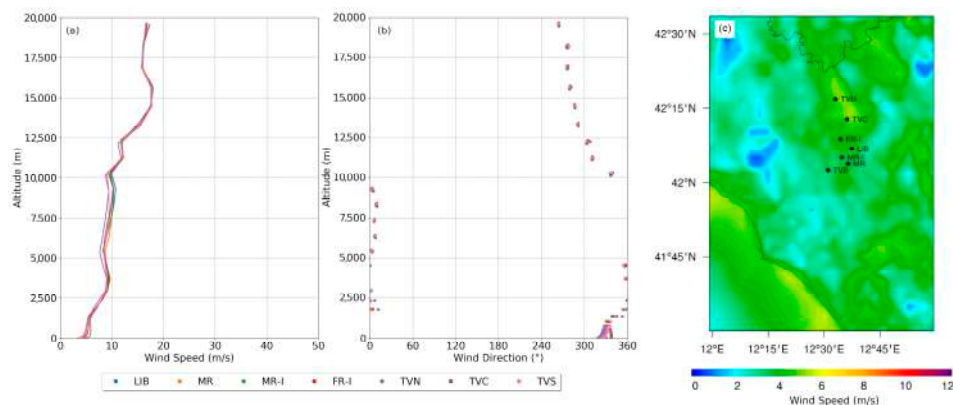 (a)
20,000
17,500
15,000
12,500
10,000
7,500
5,000
2,500
0
Altitude (m)
0 10 20 30 40 50
Wind Speed (m/s)
(b)
20,000
17,500
15,000
12,500
10,000
7,500
5,000
2,500
0
Altitude (m)
0 90 180 270 360
Wind Direction (°)
LIB MR MR-I FR-I TVN TVC TVS
(c)
42°30'N
42°15'N
42°N
41°45'N
TVN
TVC
FR-I
LIB
MR-I
MR
TVS
12°E 12°15'E 12°30'E 12°45'E
0 2 4 6 8 10 12
Wind Speed (m/s)